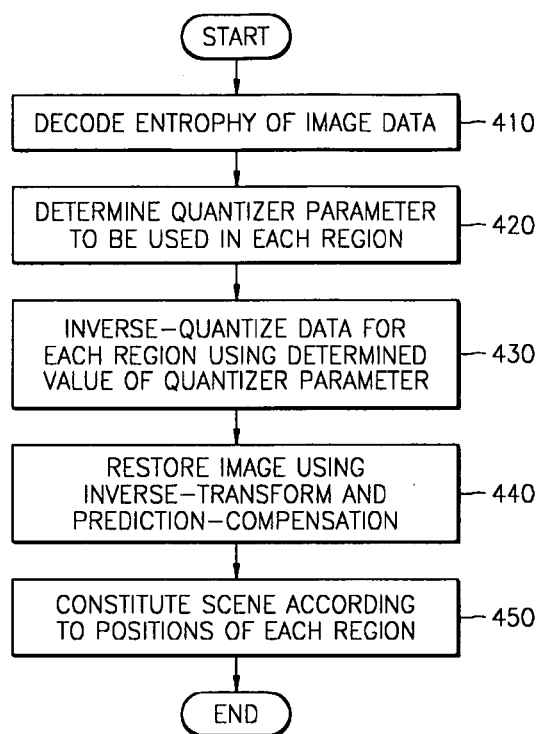 START
DECODE ENTROPHY OF IMAGE DATA
410
DETERMINE QUANTIZER PARAMETER
TO BE USED IN EACH REGION
420
INVERSE-QUANTIZE DATA FOR
EACH REGION USING DETERMINED
VALUE OF QUANTIZER PARAMETER
430
RESTORE IMAGE USING
INVERSE-TRANSFORM AND
PREDICTION-COMPENSATION
440
CONSTITUTE SCENE ACCORDING
TO POSITIONS OF EACH REGION
450
END